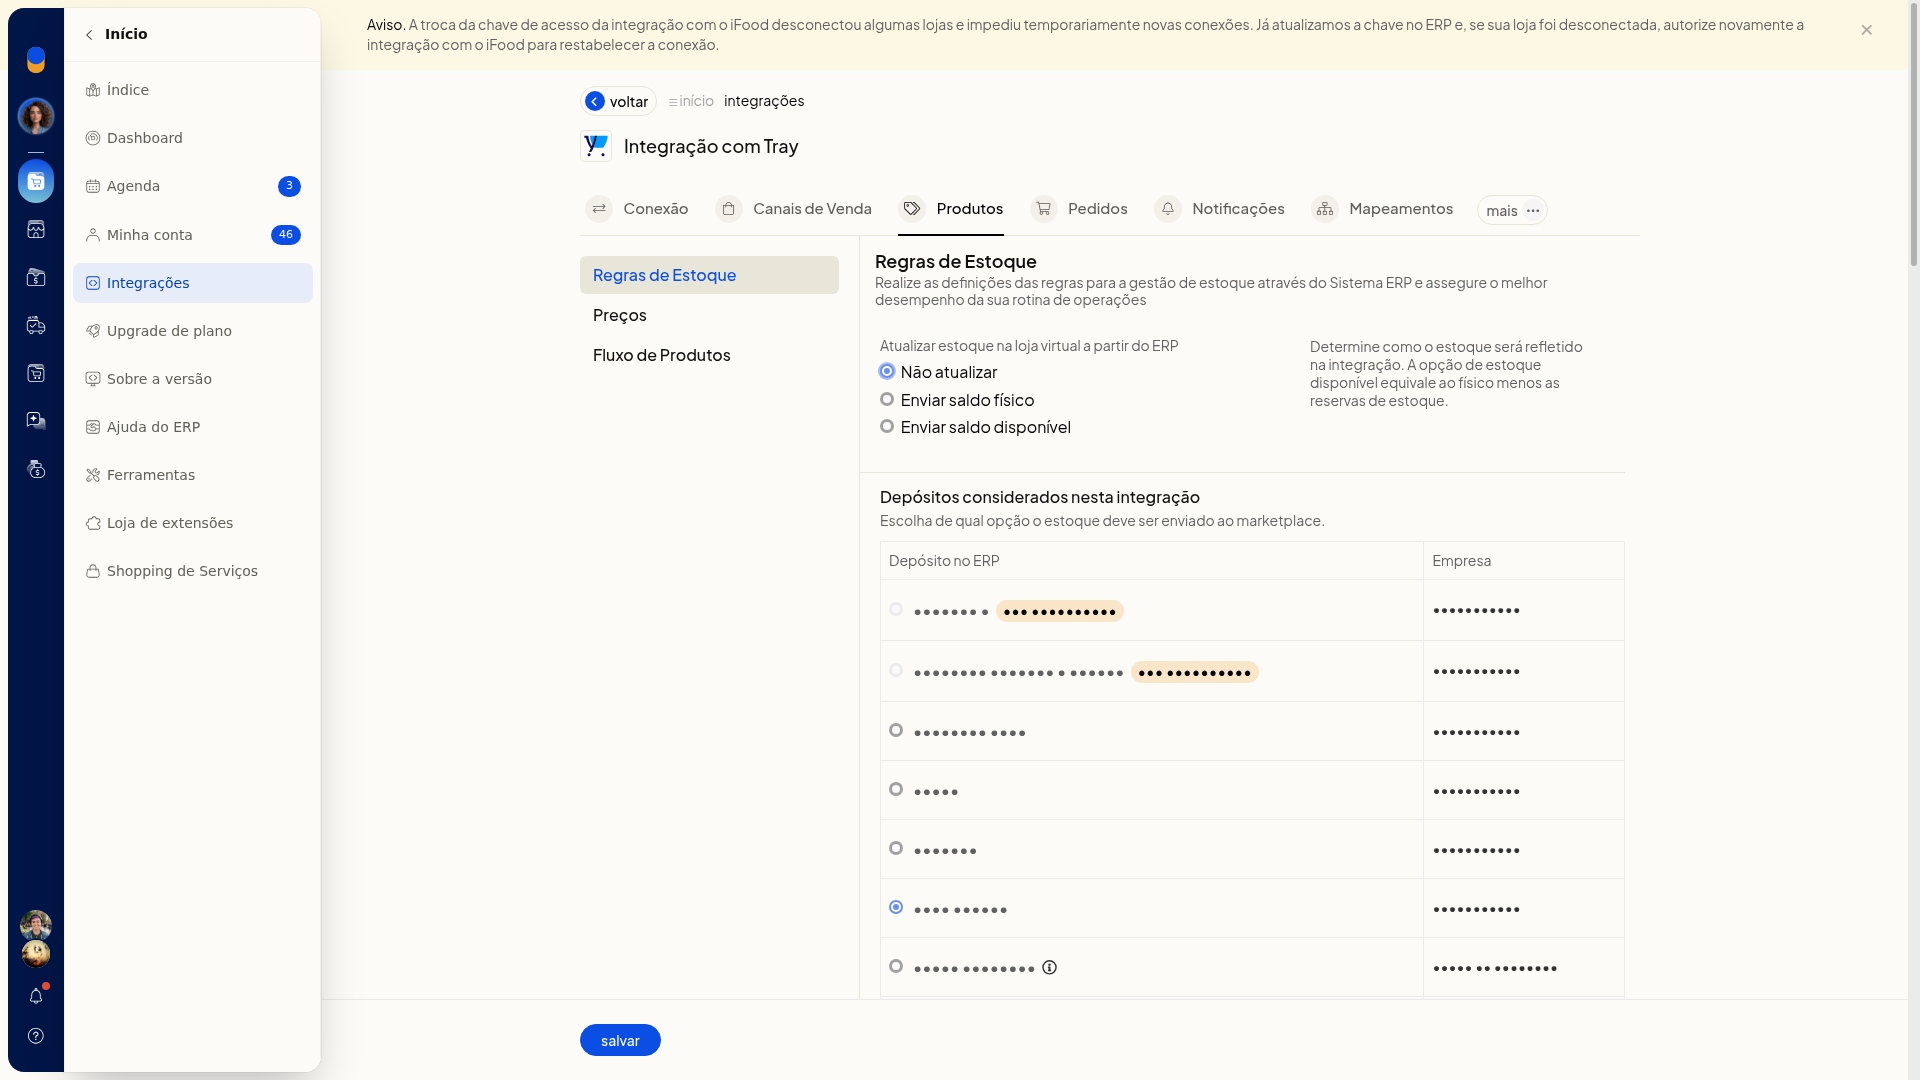 Início
Índice
Dashboard
Agenda
3
Minha conta
46
Integrações
Upgrade de plano
Sobre a versão
Ajuda do ERP
Ferramentas
Loja de extensões
Shopping de Serviços
Aviso. A troca da chave de acesso da integração com o iFood desconectou algumas lojas e impediu temporariamente novas conexões. Já atualizamos a chave no ERP e, se sua loja foi desconectada, autorize novamente a
integração com o iFood para restabelecer a conexão.
voltar
início
integrações
Integração com Tray
Conexão
Canais de Venda
Produtos
Pedidos
Notificações
Mapeamentos
mais
Regras de Estoque
Preços
Fluxo de Produtos
Regras de Estoque
Realize as definições das regras para a gestão de estoque através do Sistema ERP e assegure o melhor
desempenho da sua rotina de operações
Atualizar estoque na loja virtual a partir do ERP
Não atualizar
Enviar saldo físico
Enviar saldo disponível
Determine como o estoque será refletido
na integração. A opção de estoque
disponível equivale ao físico menos as
reservas de estoque.
Depósitos considerados nesta integração
Escolha de qual opção o estoque deve ser enviado ao marketplace.
Depósito no ERP
Empresa
salvar